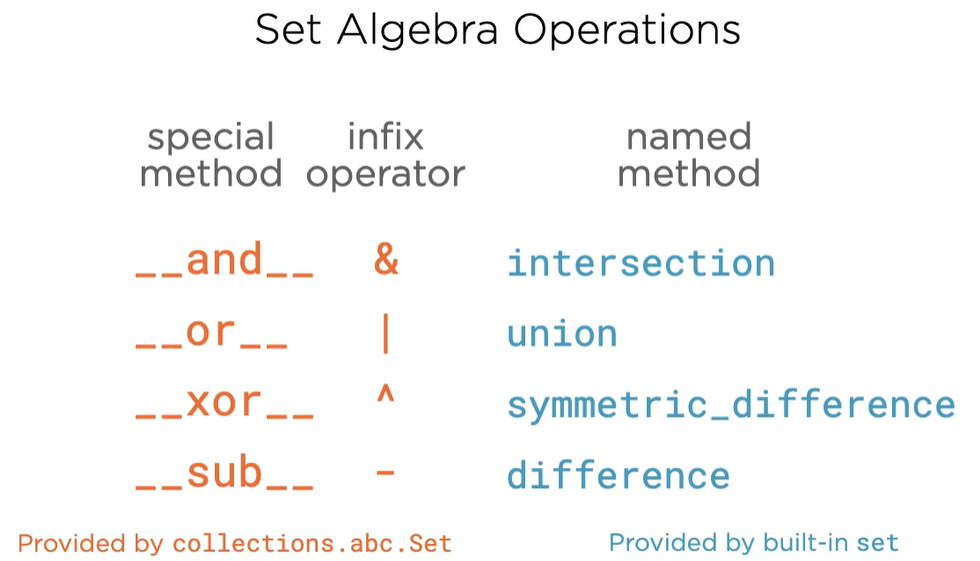 Set Algebra Operations
special infix named
method operator method
__and__ & intersection
__or__ | union
__xor__ ^ symmetric_difference
__sub__ - difference
Provided by collections.abc.Set Provided by built-in set